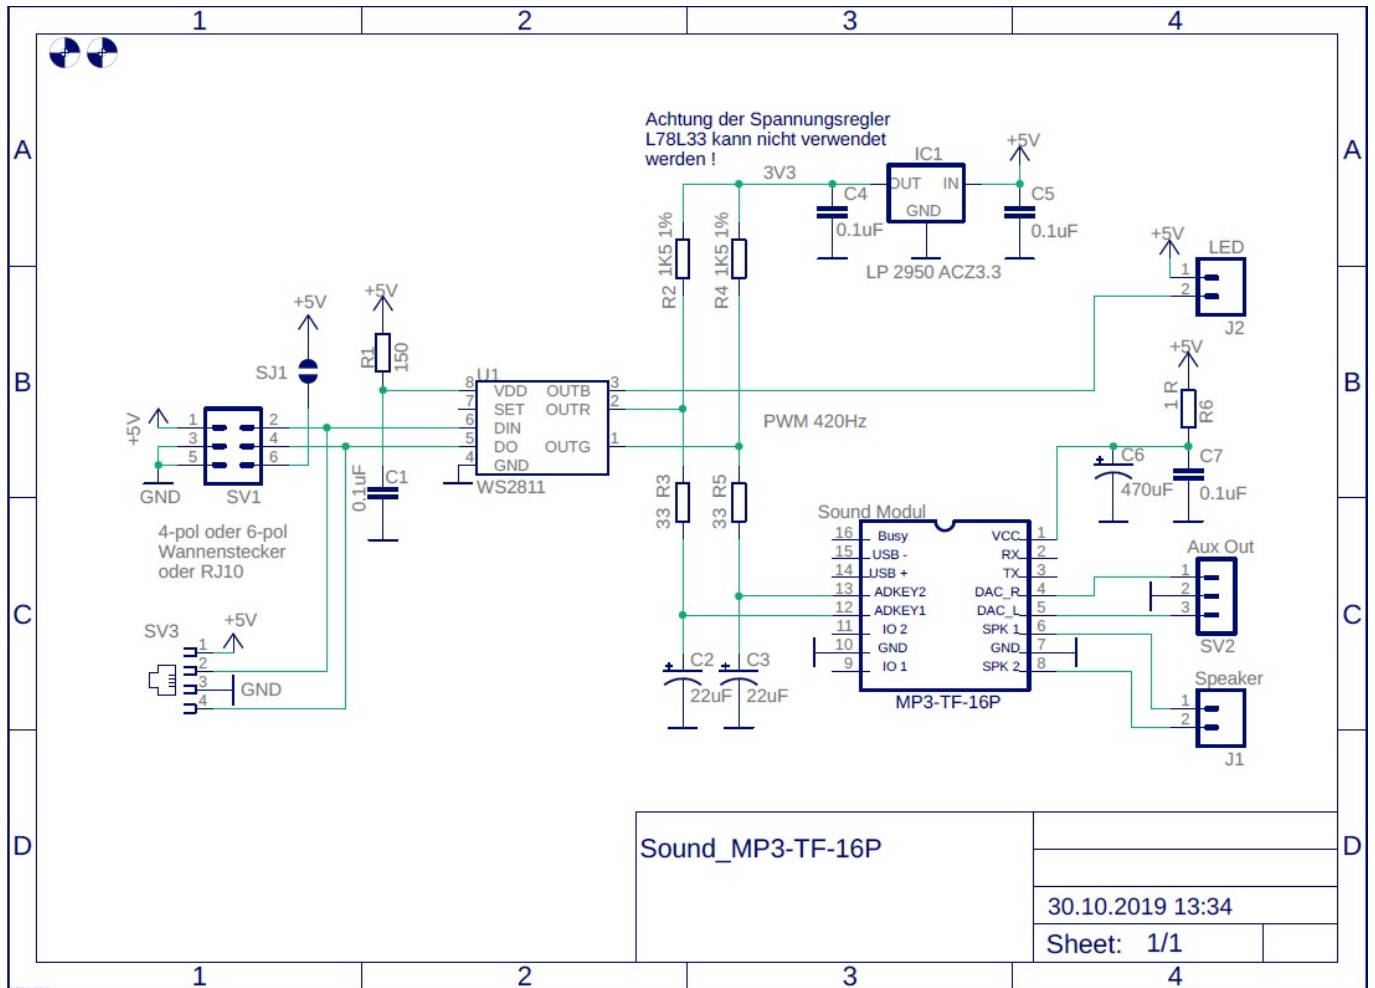 1 2 3 4
A A
Achtung der Spannungsregler
L78L33 kann nicht verwendet
werden !
+5V
IC1
3V3
C4 OUT IN C5
GND
0.1uF 0.1uF
LP 2950 ACZ3.3
R2 1K5 1%
R4 1K5 1%
+5V LED
1
2
J2
+5V
+5V
SJ1
R1 150
B B
U1
8 VDD OUTB 3
7 SET OUTR 2
6 DIN
5 DO OUTG 1
4 GND
WS2811
PWM 420Hz
+5V
1 R R6
+5V
1 2
3 4
5 6
GND SV1
0.1uF C1
C6 C7
470uF 0.1uF
33 R3
33 R5
4-pol oder 6-pol
Wannenstecker
oder RJ10
Sound Modul
16 Busy VCC 1
15 USB - RX 2
14 USB + TX 3
13 ADKEY2 DAC_R 4
12 ADKEY1 DAC_L 5
11 IO 2 SPK 1 6
10 GND GND 7
9 IO 1 SPK 2 8
MP3-TF-16P
Aux Out
1
2
3
SV2
C C
SV3 +5V
1
2
3 GND
4
C2 C3
22uF 22uF
Speaker
1
2
J1
D D
Sound_MP3-TF-16P
30.10.2019 13:34
Sheet: 1/1
1 2 3 4